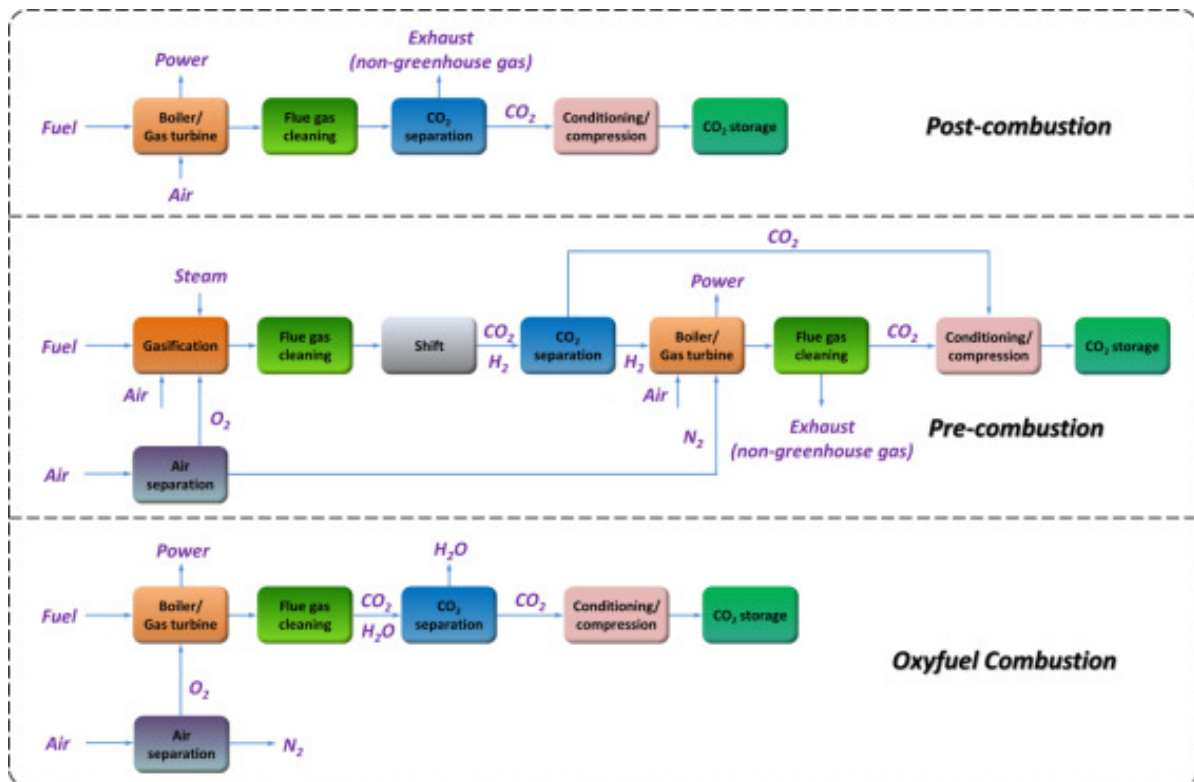 Exhaust
(non-greenhouse gas)
Power
Fuel
Boiler/
Gas turbine
Flue gas
cleaning
CO₂
separation
CO₂
Conditioning/
compression
CO₂ storage
Post-combustion
Air
CO₂
Steam
Power
Fuel
Gasification
Flue gas
cleaning
Shift
CO₂
H₂
CO₂
separation
H₂
Boiler/
Gas turbine
Flue gas
cleaning
CO₂
Conditioning/
compression
CO₂ storage
Air
O₂
Air
N₂
Exhaust
(non-greenhouse gas)
Pre-combustion
Air
Air
separation
Power
H₂O
Fuel
Boiler/
Gas turbine
Flue gas
cleaning
CO₂
H₂O
CO₂
separation
CO₂
Conditioning/
compression
CO₂ storage
Oxyfuel Combustion
O₂
Air
Air
separation
N₂